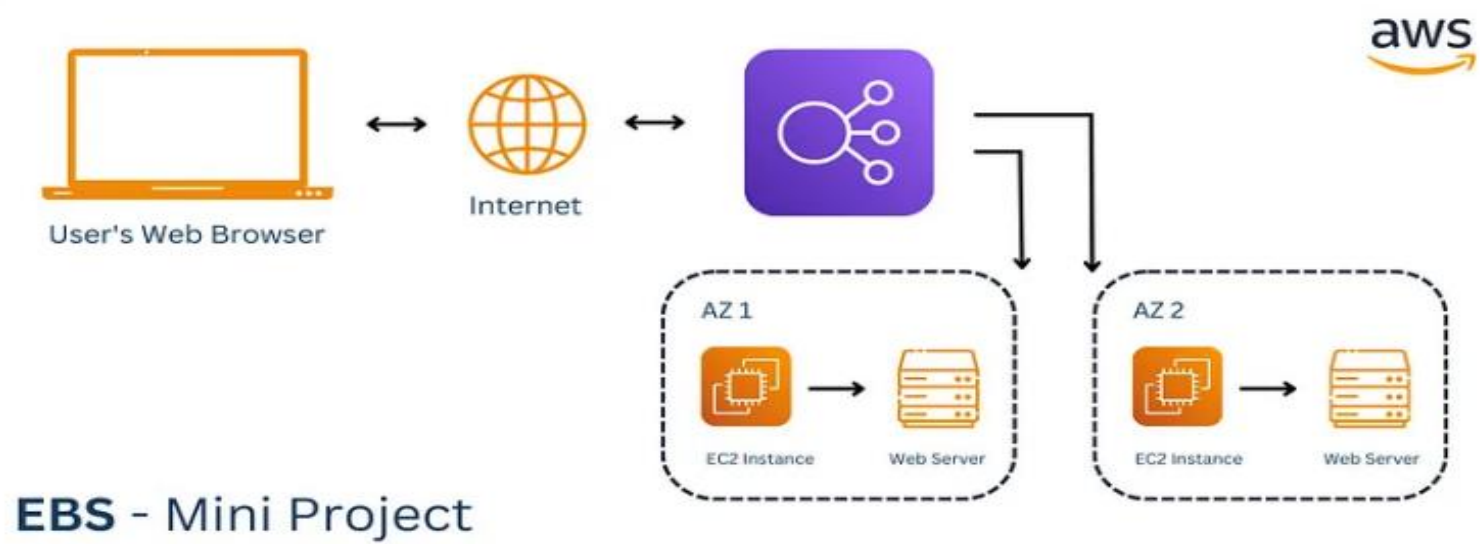 aws
User's Web Browser
Internet
AZ 1
EC2 Instance
Web Server
AZ 2
EC2 Instance
Web Server
EBS - Mini Project